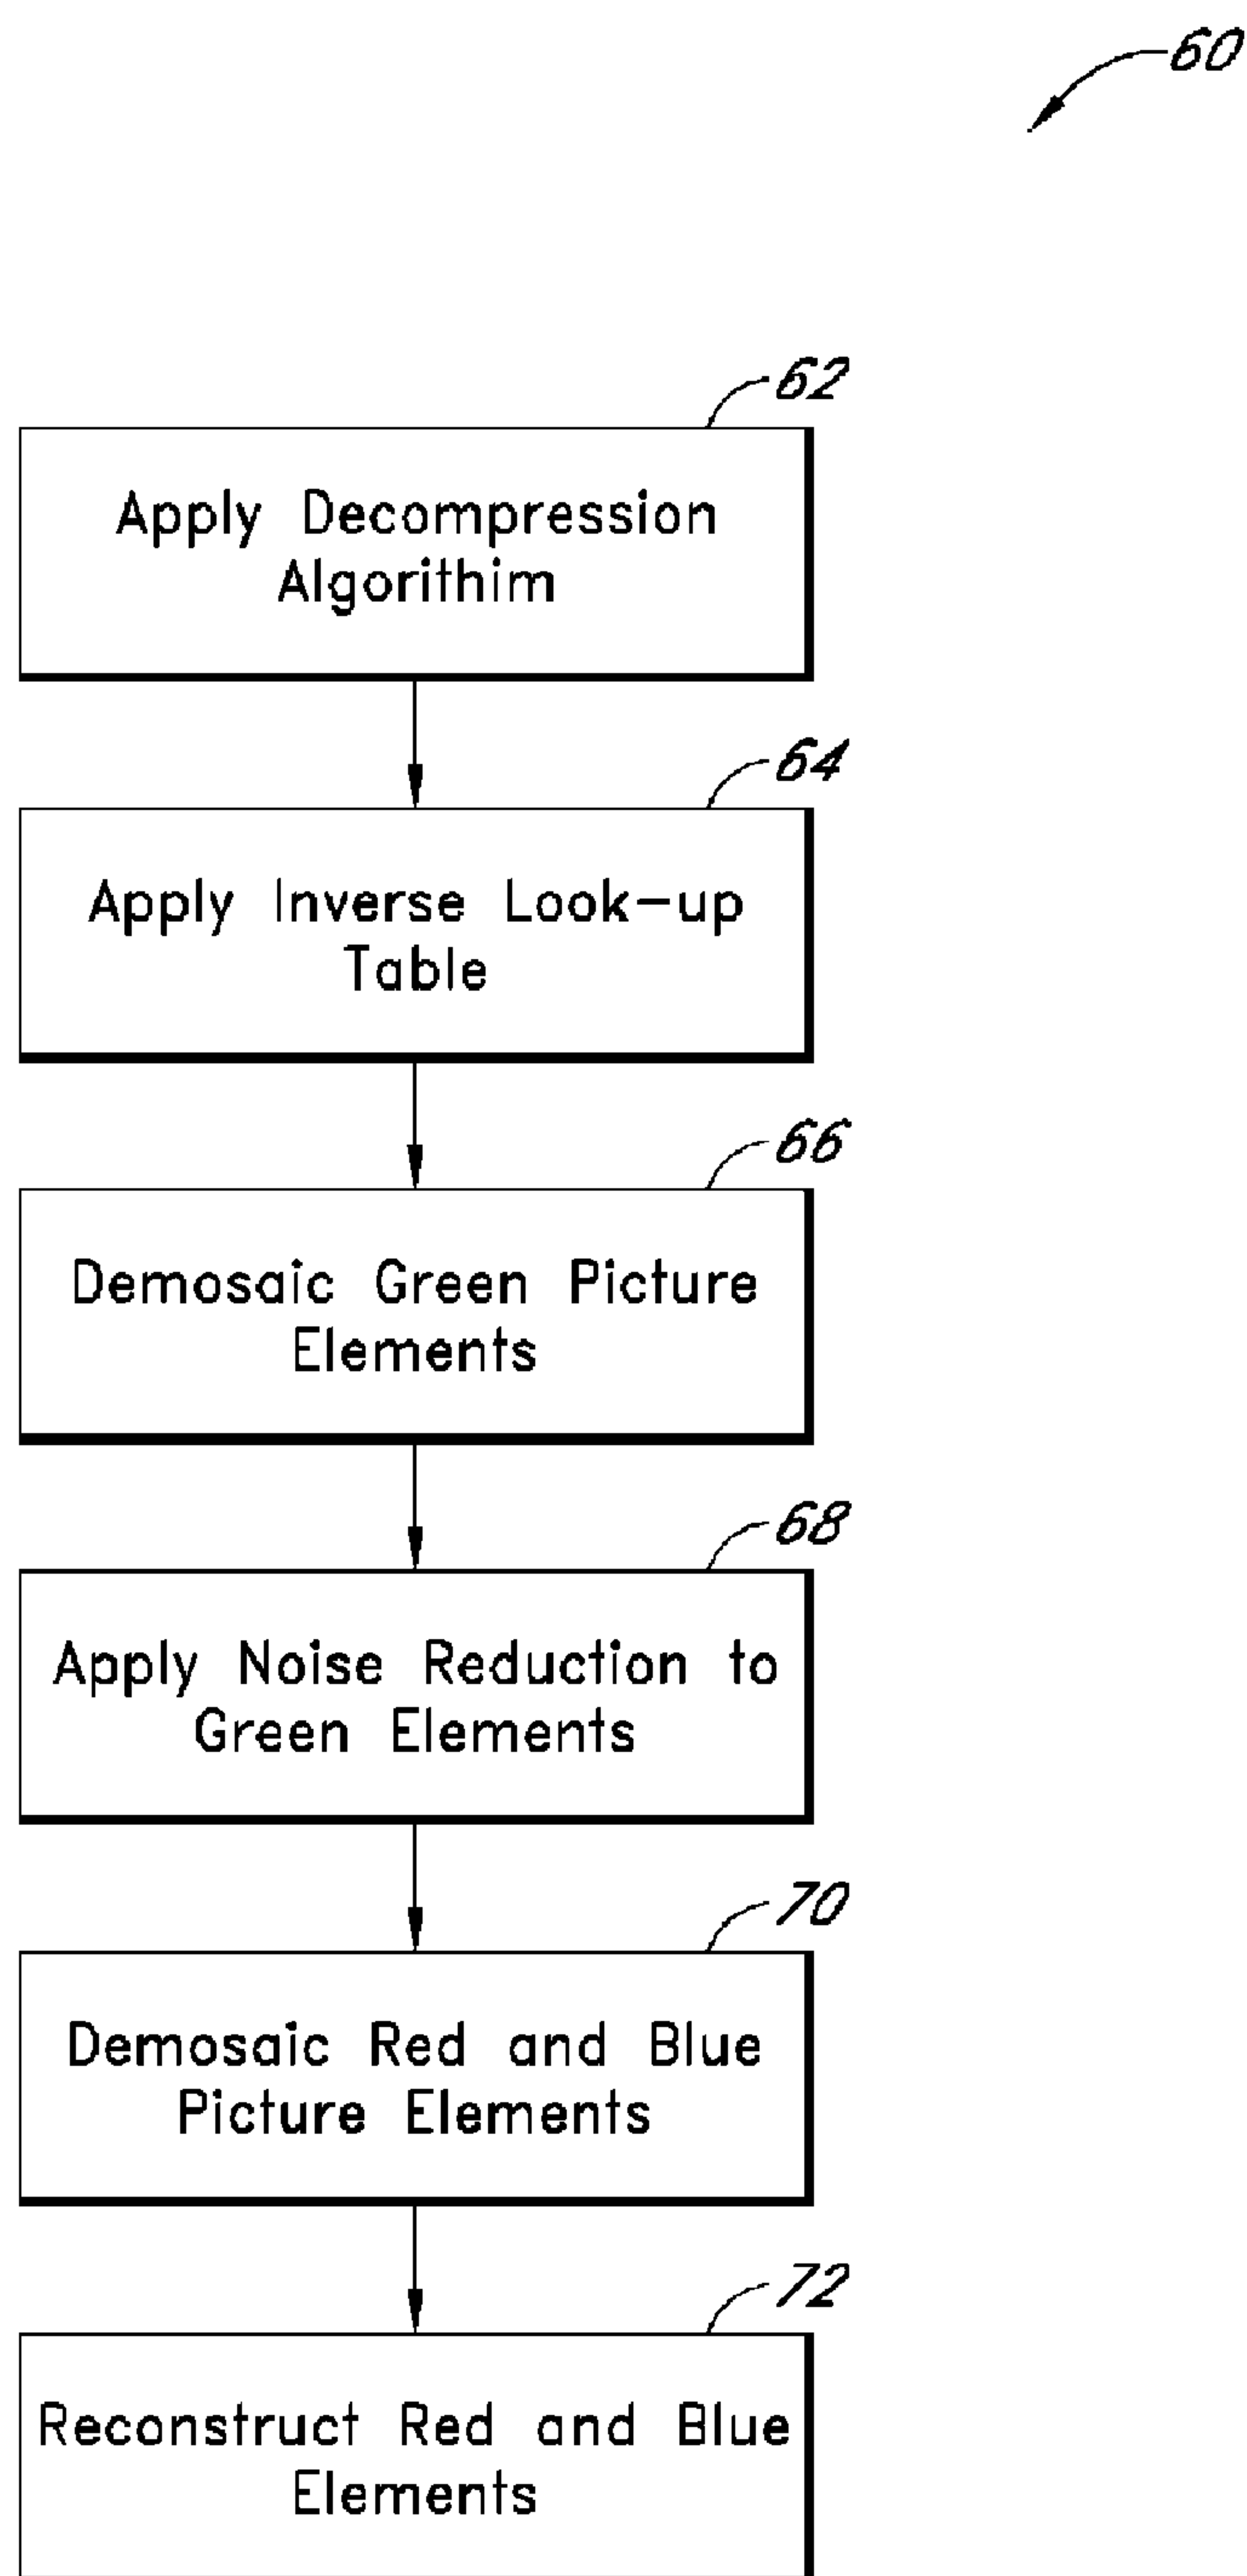 60
62
Apply Decompression
Algorithim
64
Apply Inverse Look-up
Table
66
Demosaic Green Picture
Elements
68
Apply Noise Reduction to
Green Elements
70
Demosaic Red and Blue
Picture Elements
72
Reconstruct Red and Blue
Elements